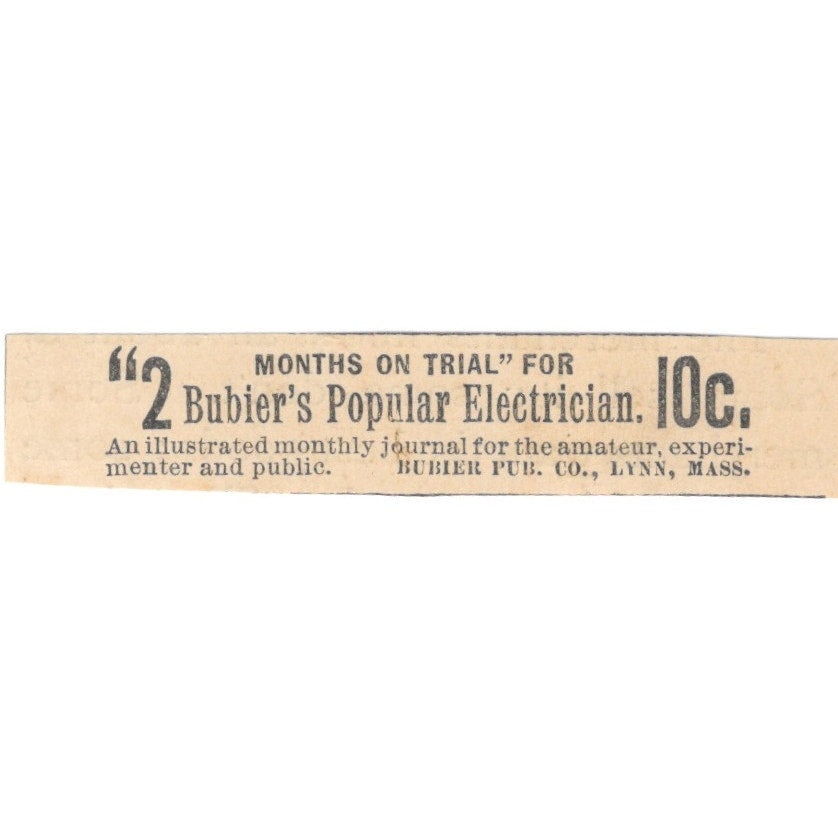 “2 MONTHS ON TRIAL” FOR 10c.
Bubier's Popular Electrician.
An illustrated monthly journal for the amateur, experi-
menter and public. BUBIER PUB. CO., LYNN, MASS.